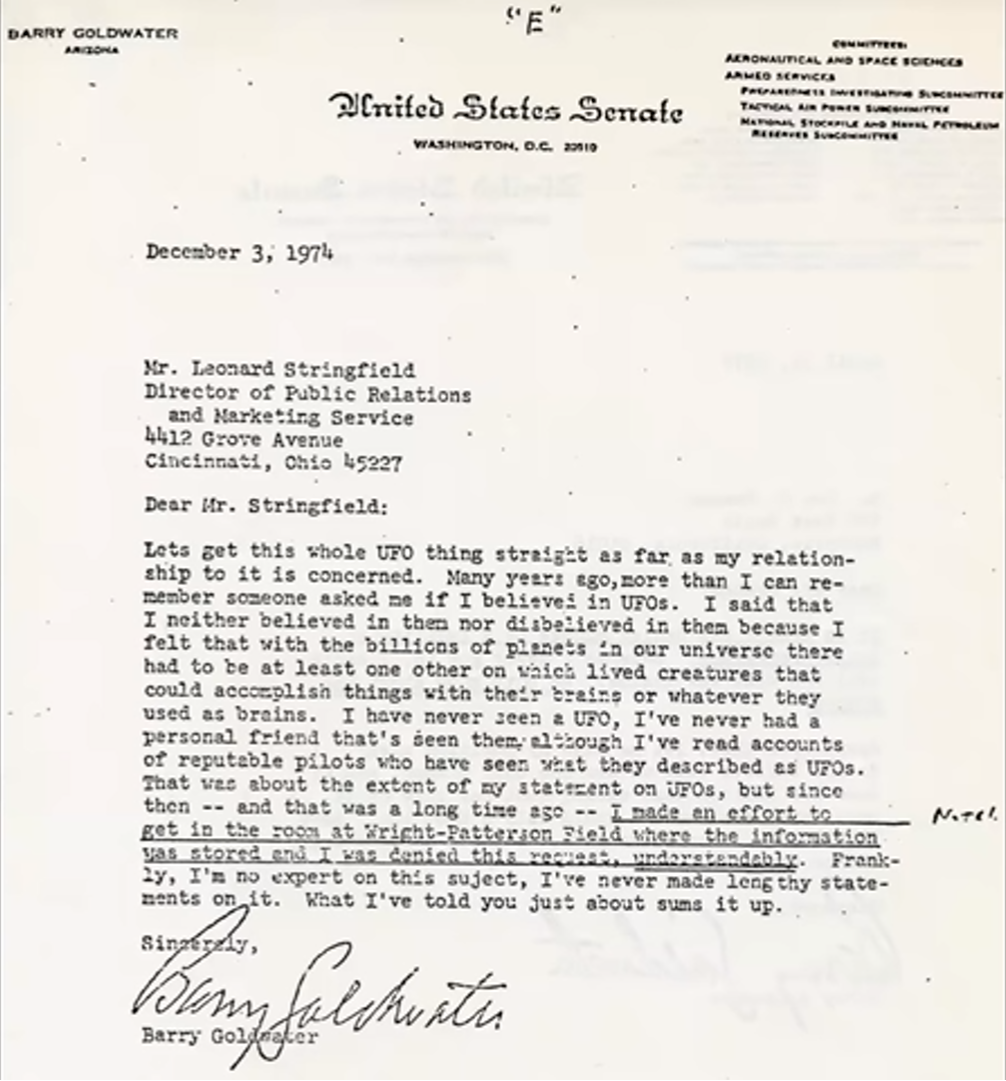 "E"
BARRY GOLDWATER
ARIZONA
COMMITTEES:
AERONAUTICAL AND SPACE SCIENCES
ARMED SERVICES
PREPAREDNESS INVESTIGATING SUBCOMMITTEE
TACTICAL AIR POWER SUBCOMMITTEE
NATIONAL STOCKPILE AND NAVAL PETROLEUM
RESERVES SUBCOMMITTEE
United States Senate
WASHINGTON, D.C. 20510
December 3, 1974
Mr. Leonard Stringfield
Director of Public Relations
and Marketing Service
4412 Grove Avenue
Cincinnati, Ohio 45227
Dear Mr. Stringfield:
Lets get this whole UFO thing straight as far as my relation-
ship to it is concerned. Many years ago, more than I can re-
member someone asked me if I believed in UFOs. I said that
I neither believed in them nor disbelieved in them because I
felt that with the billions of planets in our universe there
had to be at least one other on which lived creatures that
could accomplish things with their brains or whatever they
used as brains. I have never seen a UFO, I've never had a
personal friend that's seen them, although I've read accounts
of reputable pilots who have seen what they described as UFOs.
That was about the extent of my statement on UFOs, but since
then -- and that was a long time ago -- I made an effort to
get in the room at Wright-Patterson Field where the information
was stored and I was denied this request, understandably. Frank-
ly, I'm no expert on this suject, I've never made lengthy state-
ments on it. What I've told you just about sums it up.
Sincerely,
Barry Goldwater
Barry Goldwater